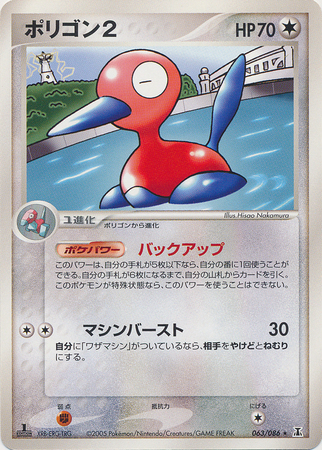 ポリゴン2 HP70
Illus.Hisao Nakamura
1進化
ポリゴンから進化
ポケパワー バックアップ
このパワーは、自分の手札が5枚以下なら、自分の番に1回使うことができる。自分の手札が6枚になるまで、自分の山札からカードを引く。このポケモンが特殊状態なら、このパワーを使うことはできない。
マシンバースト 30
自分に「ワザマシン」がついているなら、相手をやけどとねむりにする。
弱点 抵抗力 にげる
©2005 Pokémon/Nintendo/Creatures/GAME FREAK.
063/086